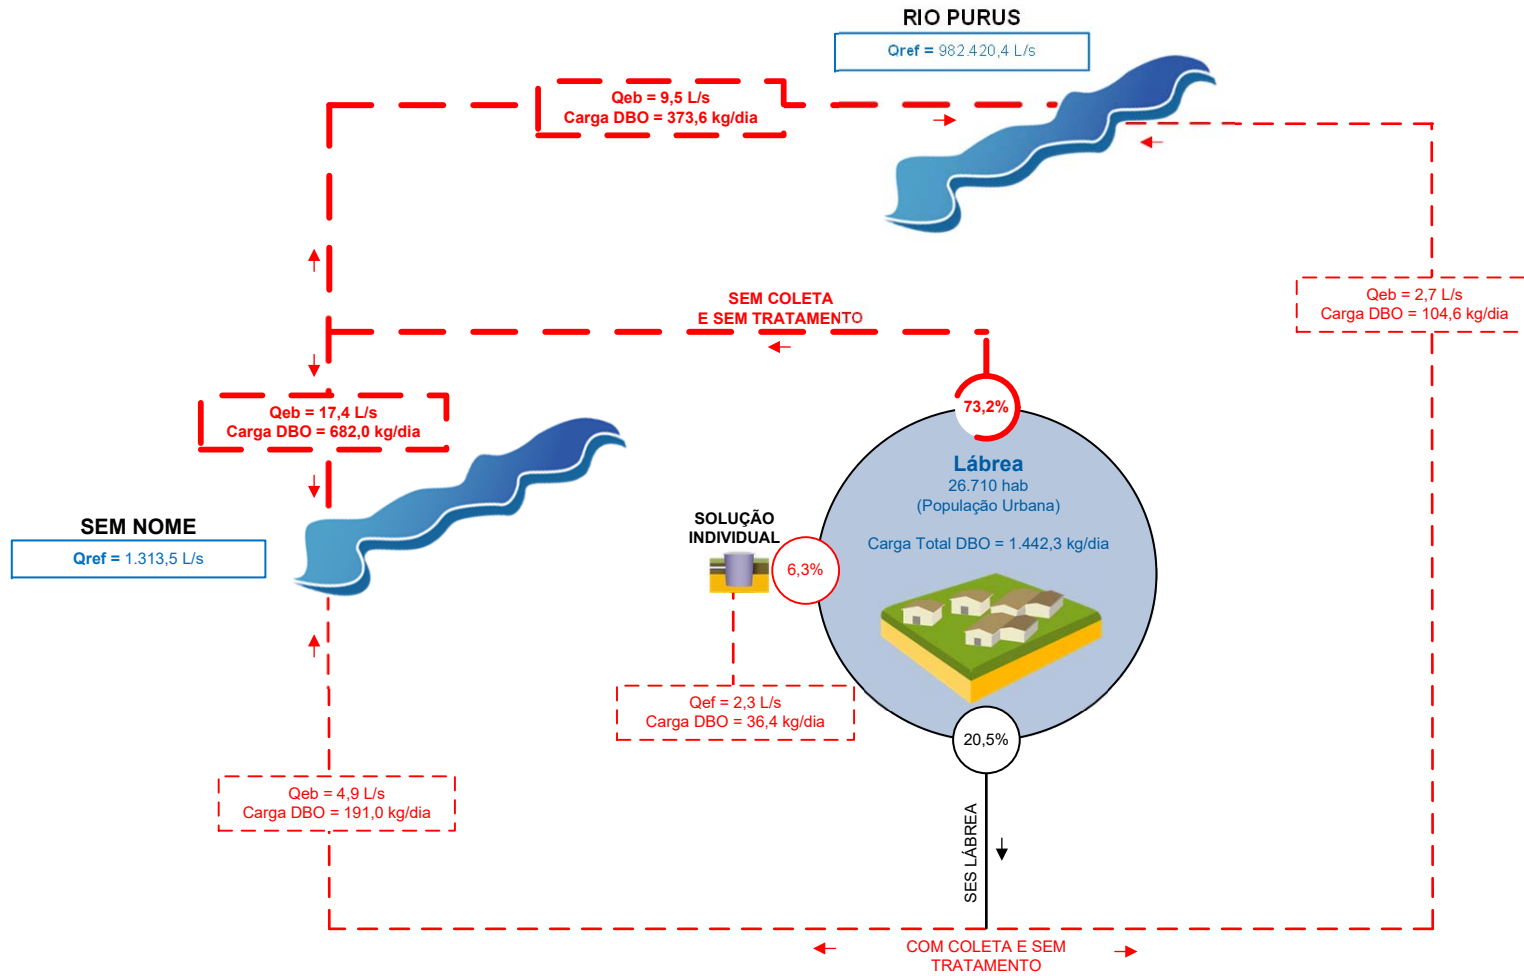 RIO PURUS
Qref = 982.420,4 L/s
Qeb = 9,5 L/s
Carga DBO = 373,6 kg/dia
SEM COLETA
E SEM TRATAMENTO
Qeb = 2,7 L/s
Carga DBO = 104,6 kg/dia
Qeb = 17,4 L/s
Carga DBO = 682,0 kg/dia
73,2%
Lábrea
26.710 hab
(População Urbana)
Carga Total DBO = 1.442,3 kg/dia
SEM NOME
Qref = 1.313,5 L/s
SOLUÇÃO
INDIVIDUAL
6,3%
Qef = 2,3 L/s
Carga DBO = 36,4 kg/dia
20,5%
Qeb = 4,9 L/s
Carga DBO = 191,0 kg/dia
SES LÁBREA
COM COLETA E SEM
TRATAMENTO